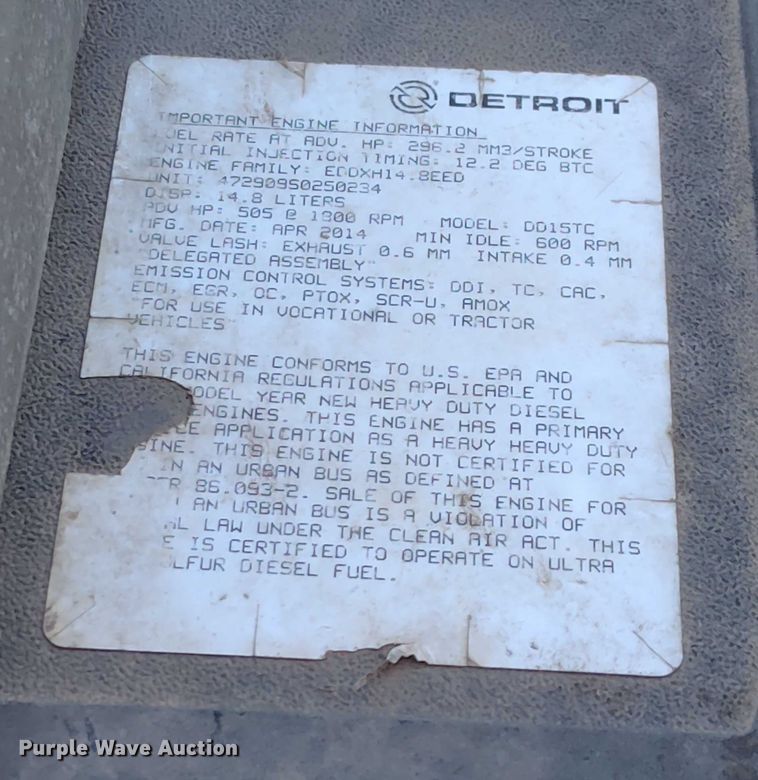 DETROIT
IMPORTANT ENGINE INFORMATION
FUEL RATE AT ADV. HP: 296.2 MM3/STROKE
INITIAL INJECTION TIMING: 12.2 DEG BTC
ENGINE FAMILY: EDDXH14.8EED
UNIT: 472909S0250234
DISP: 14.8 LITERS
ADV HP: 505 @ 1800 RPM MODEL: DD15TC
MFG. DATE: APR 2014 MIN IDLE: 600 RPM
VALVE LASH: EXHAUST 0.6 MM INTAKE 0.4 MM
"DELEGATED ASSEMBLY"
EMISSION CONTROL SYSTEMS: DDI, TC, CAC,
ECM, EGR, OC, PTOX, SCR-U, AMOX
"FOR USE IN VOCATIONAL OR TRACTOR
VEHICLES"
THIS ENGINE CONFORMS TO U.S. EPA AND
CALIFORNIA REGULATIONS APPLICABLE TO
MODEL YEAR NEW HEAVY DUTY DIESEL
ENGINES. THIS ENGINE HAS A PRIMARY
APPLICATION AS A HEAVY HEAVY DUTY
INE. THIS ENGINE IS NOT CERTIFIED FOR
IN AN URBAN BUS AS DEFINED AT
86.093-2. SALE OF THIS ENGINE FOR
AN URBAN BUS IS A VIOLATION OF
AL LAW UNDER THE CLEAN AIR ACT. THIS
E IS CERTIFIED TO OPERATE ON ULTRA
LFUR DIESEL FUEL.
Purple Wave Auction